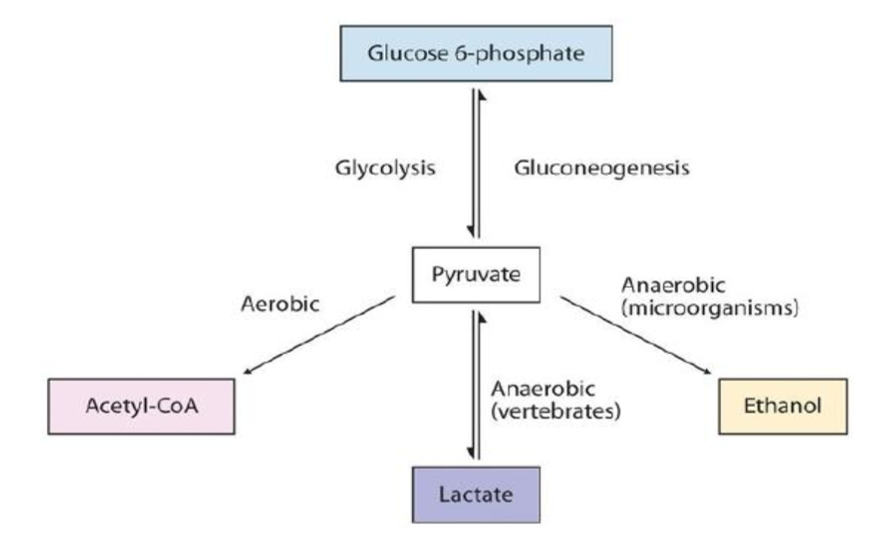 Glucose 6-phosphate
Glycolysis
Gluconeogenesis
Pyruvate
Aerobic
Anaerobic
(microorganisms)
Acetyl-CoA
Anaerobic
(vertebrates)
Ethanol
Lactate